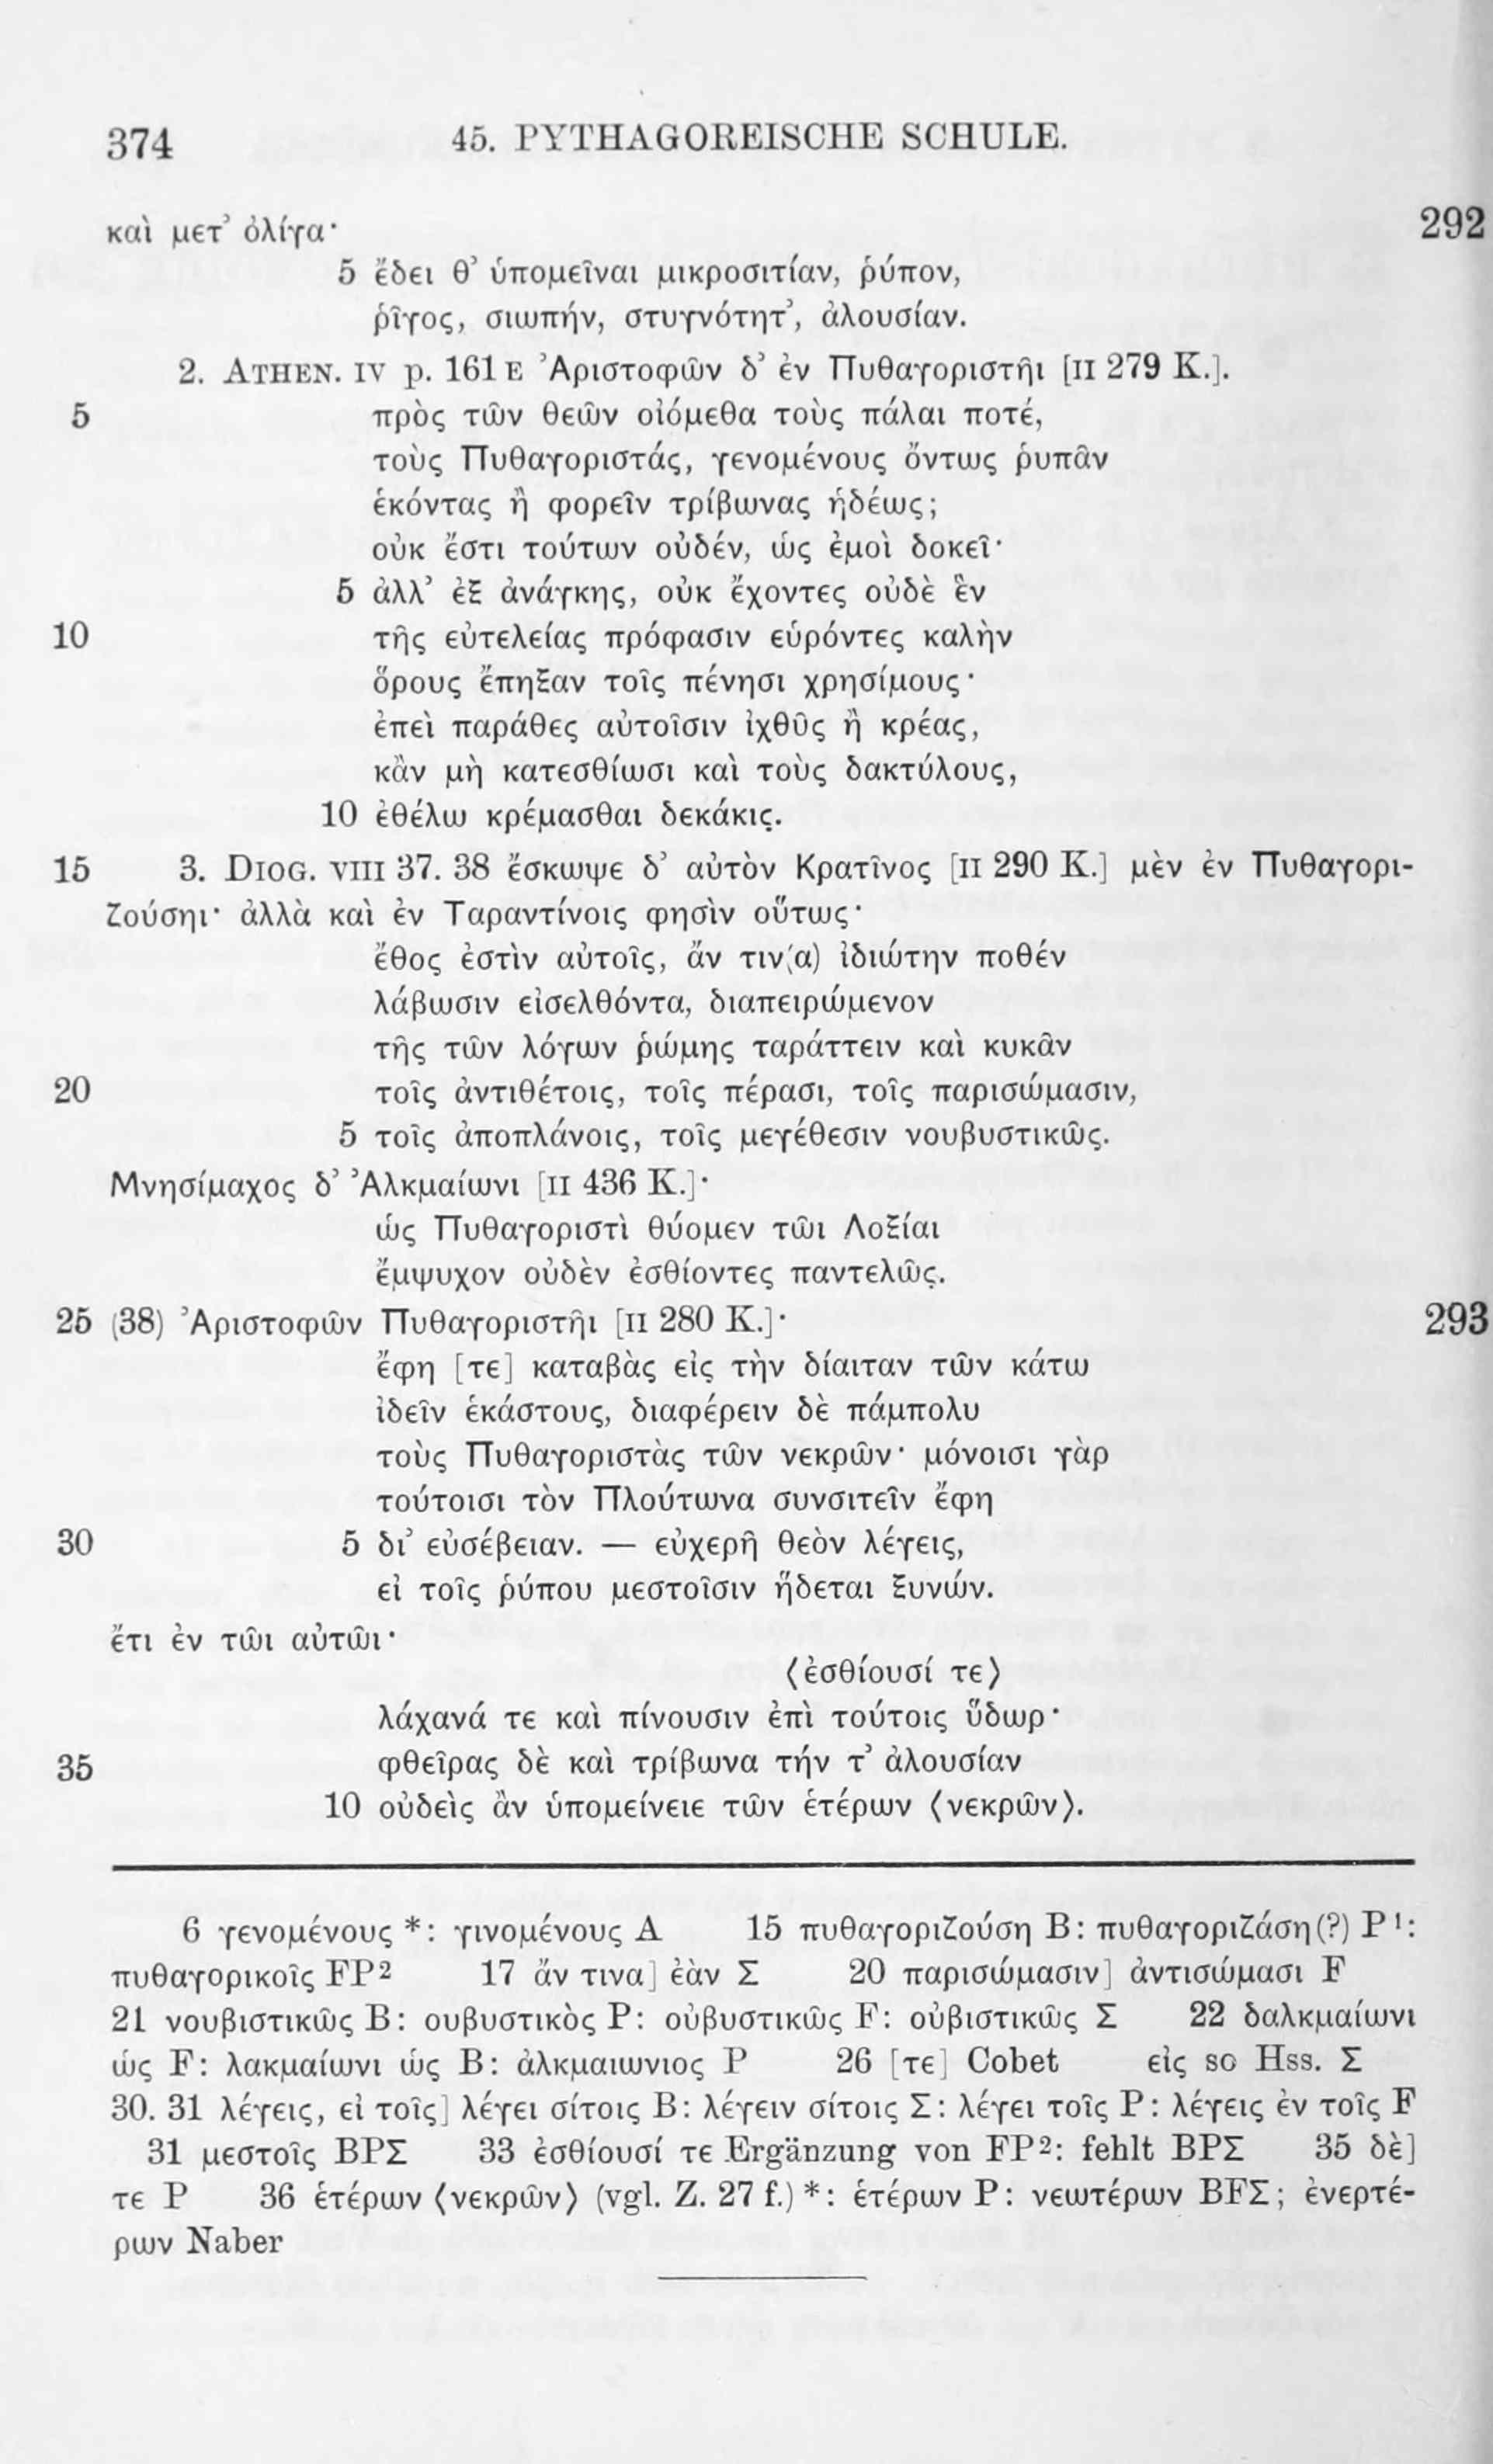 374 45. PYTHAGOREISCHE SCHULE.
καὶ μετ’ ὀλίγα· 292
5 ἔδει θ’ ὑπομεῖναι μικροσιτίαν, ῥύπον,
ῥῖγος, σιωπήν, στυγνότητ’, ἀλουσίαν.
2. ATHEN. IV p. 161 E Ἀριστοφῶν δ’ ἐν Πυθαγοριστῆι [II 279 K.].
5 πρὸς τῶν θεῶν οἰόμεθα τοὺς πάλαι ποτέ,
τοὺς Πυθαγοριστάς, γενομένους ὄντως ῥυπᾶν
ἑκόντας ἢ φορεῖν τρίβωνας ἡδέως;
οὐκ ἔστι τούτων οὐδέν, ὡς ἐμοὶ δοκεῖ·
5 ἀλλ’ ἐξ ἀνάγκης, οὐκ ἔχοντες οὐδὲ ἓν
10 τῆς εὐτελείας πρόφασιν εὑρόντες καλὴν
ὅρους ἔπηξαν τοῖς πένησι χρησίμους·
ἐπεὶ παράθες αὐτοῖσιν ἰχθῦς ἢ κρέας,
κἂν μὴ κατεσθίωσι καὶ τοὺς δακτύλους,
10 ἐθέλω κρέμασθαι δεκάκις.
15 3. DIOG. VIII 37. 38 ἔσκωψε δ’ αὐτὸν Κρατῖνος [II 290 K.] μὲν ἐν Πυθαγορι-
ζούσηι· ἀλλὰ καὶ ἐν Ταραντίνοις φησὶν οὕτως·
ἔθος ἐστὶν αὐτοῖς, ἄν τιν(α) ἰδιώτην ποθέν
λάβωσιν εἰσελθόντα, διαπειρώμενον
τῆς τῶν λόγων ῥώμης ταράττειν καὶ κυκᾶν
20 τοῖς ἀντιθέτοις, τοῖς πέρασι, τοῖς παρισώμασιν,
5 τοῖς ἀποπλάνοις, τοῖς μεγέθεσιν νουβυστικῶς.
Μνησίμαχος δ’ Ἀλκμαίωνι [II 436 K.]·
ὡς Πυθαγοριστὶ θύομεν τῶι Λοξίαι
ἔμψυχον οὐδὲν ἐσθίοντες παντελῶς.
25 (38) Ἀριστοφῶν Πυθαγοριστῆι [II 280 K.]· 293
ἔφη [τε] καταβὰς εἰς τὴν δίαιταν τῶν κάτω
ἰδεῖν ἑκάστους, διαφέρειν δὲ πάμπολυ
τοὺς Πυθαγοριστὰς τῶν νεκρῶν· μόνοισι γὰρ
τούτοισι τὸν Πλούτωνα συνσιτεῖν ἔφη
30 5 δι’ εὐσέβειαν. — εὐχερῆ θεὸν λέγεις,
εἰ τοῖς ῥύπου μεστοῖσιν ἥδεται ξυνών.
ἔτι ἐν τῶι αὐτῶι·
⟨ἐσθίουσί τε⟩
λάχανά τε καὶ πίνουσιν ἐπὶ τούτοις ὕδωρ·
35 φθεῖρας δὲ καὶ τρίβωνα τήν τ’ ἀλουσίαν
10 οὐδεὶς ἂν ὑπομείνειε τῶν ἑτέρων ⟨νεκρῶν⟩.
6 γενομένους *: γινομένους A 15 πυθαγοριζούση B: πυθαγοριζάση(?) P1:
πυθαγορικοῖς FP2 17 ἄν τινα] ἐὰν Σ 20 παρισώμασιν] ἀντισώμασι F
21 νουβιστικῶς B: ουβυστικὸς P: οὐβυστικῶς F: οὐβιστικῶς Σ 22 δαλκμαίωνι
ὡς F: λακμαίωνι ὡς B: ἀλκμαιωνιος P 26 [τε] Cobet εἰς so Hss. Σ
30. 31 λέγεις, εἰ τοῖς] λέγει σίτοις B: λέγειν σίτοις Σ: λέγει τοῖς P: λέγεις ἐν τοῖς F
31 μεστοῖς BPΣ 33 ἐσθίουσί τε Ergänzung von FP2: fehlt BPΣ 35 δὲ]
τε P 36 ἑτέρων ⟨νεκρῶν⟩ (vgl. Z. 27 f.) *: ἑτέρων P: νεωτέρων BFΣ; ἐνερτέ-
ρων Naber